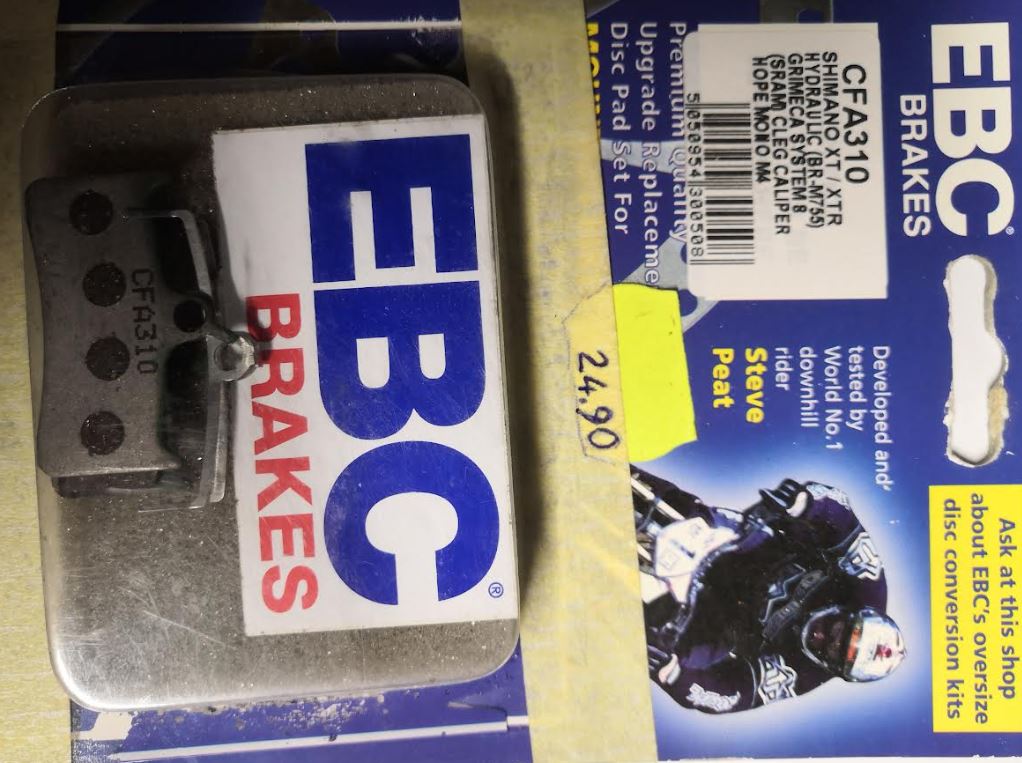 EBC®
BRAKES
CFA310
SHIMANO XT / XTR
HYDRAULIC (BR-M755)
GRIMECA SYSTEM 8
(SRAM CLEG CALIPER
HOPE MONO M4
5050954300508
Premium Quality
Upgrade Replaceme
Disc Pad Set For
Developed and
tested by
World No.1
downhill
rider
Steve
Peat
Ask at this shop
about EBC's oversize
disc conversion kits
24.90
EBC®
BRAKES
CFA310